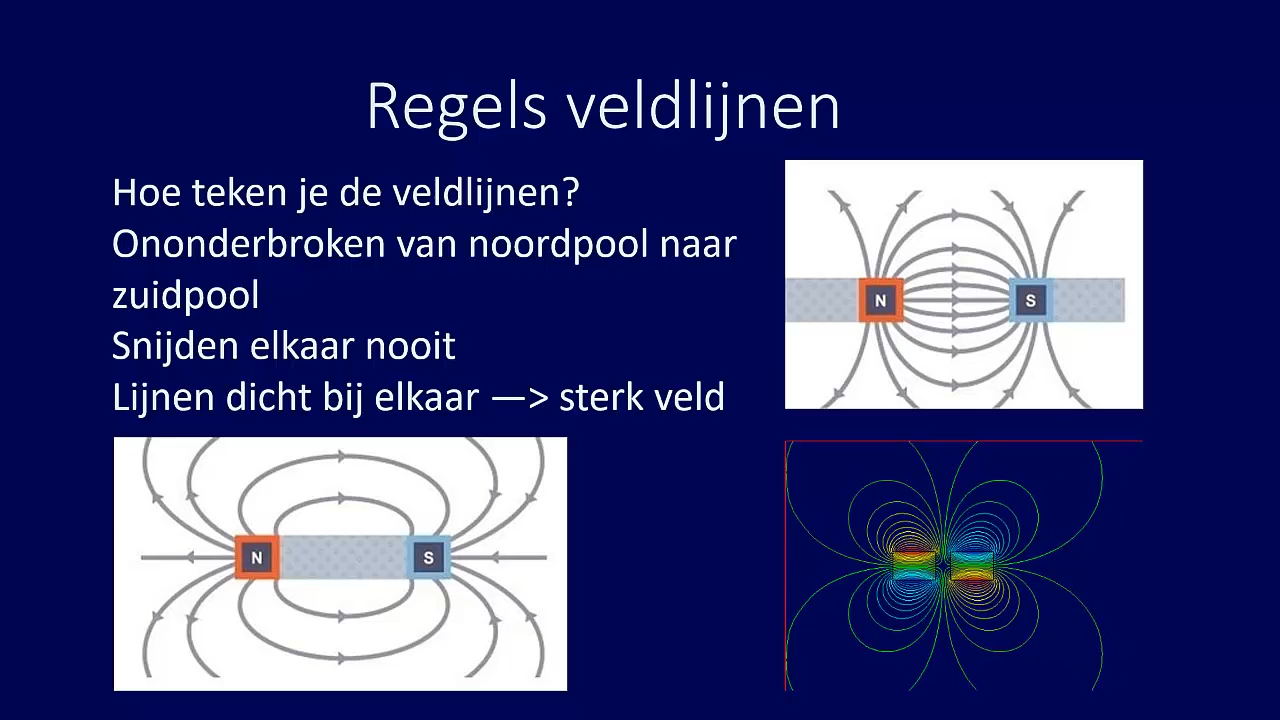 Regels veldlijnen
Hoe teken je de veldlijnen?
Ononderbroken van noordpool naar
zuidpool
Snijden elkaar nooit
Lijnen dicht bij elkaar —> sterk veld
N S
N S